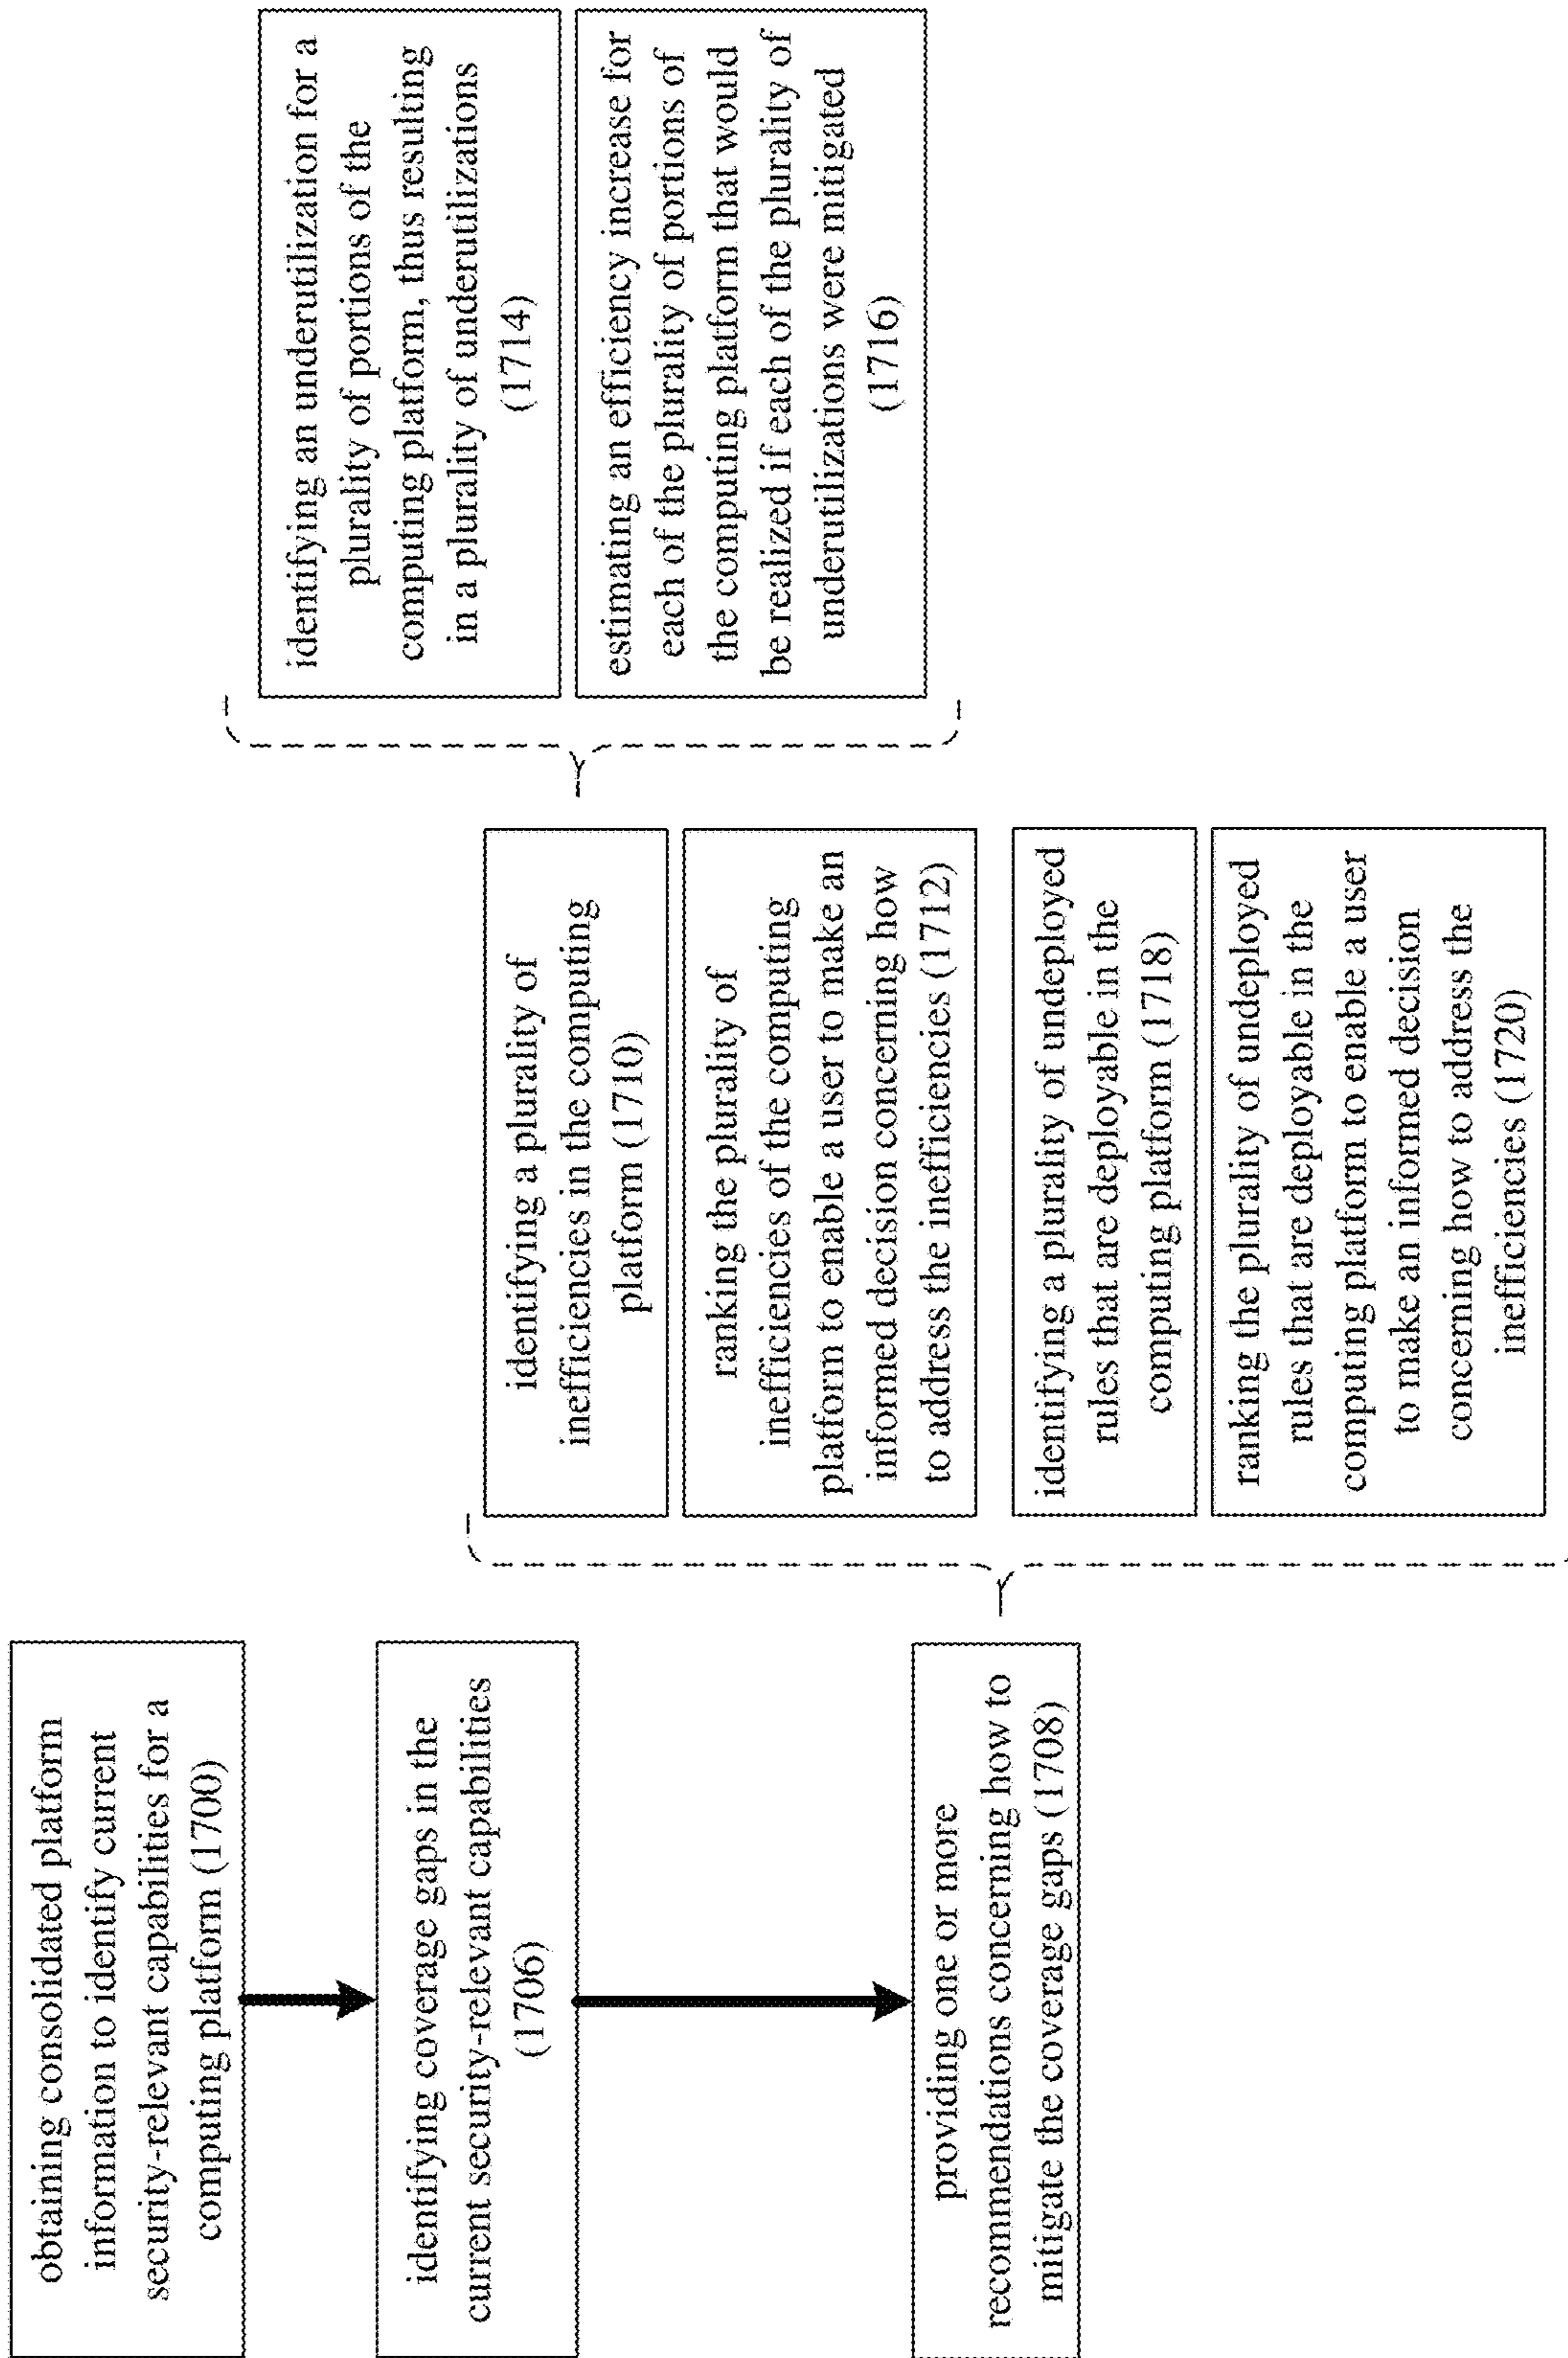 obtaining consolidated platform
information to identify current
security-relevant capabilities for a
computing platform (1700)
identifying coverage gaps in the
current security-relevant capabilities
(1706)
providing one or more
recommendations concerning how to
mitigate the coverage gaps (1708)
identifying a plurality of
inefficiencies in the computing
platform (1710)
ranking the plurality of
inefficiencies of the computing
platform to enable a user to make an
informed decision concerning how
to address the inefficiencies (1712)
identifying a plurality of undeployed
rules that are deployable in the
computing platform (1718)
ranking the plurality of undeployed
rules that are deployable in the
computing platform to enable a user
to make an informed decision
concerning how to address the
inefficiencies (1720)
identifying an underutilization for a
plurality of portions of the
computing platform, thus resulting
in a plurality of underutilizations
(1714)
estimating an efficiency increase for
each of the plurality of portions of
the computing platform that would
be realized if each of the plurality of
underutilizations were mitigated
(1716)